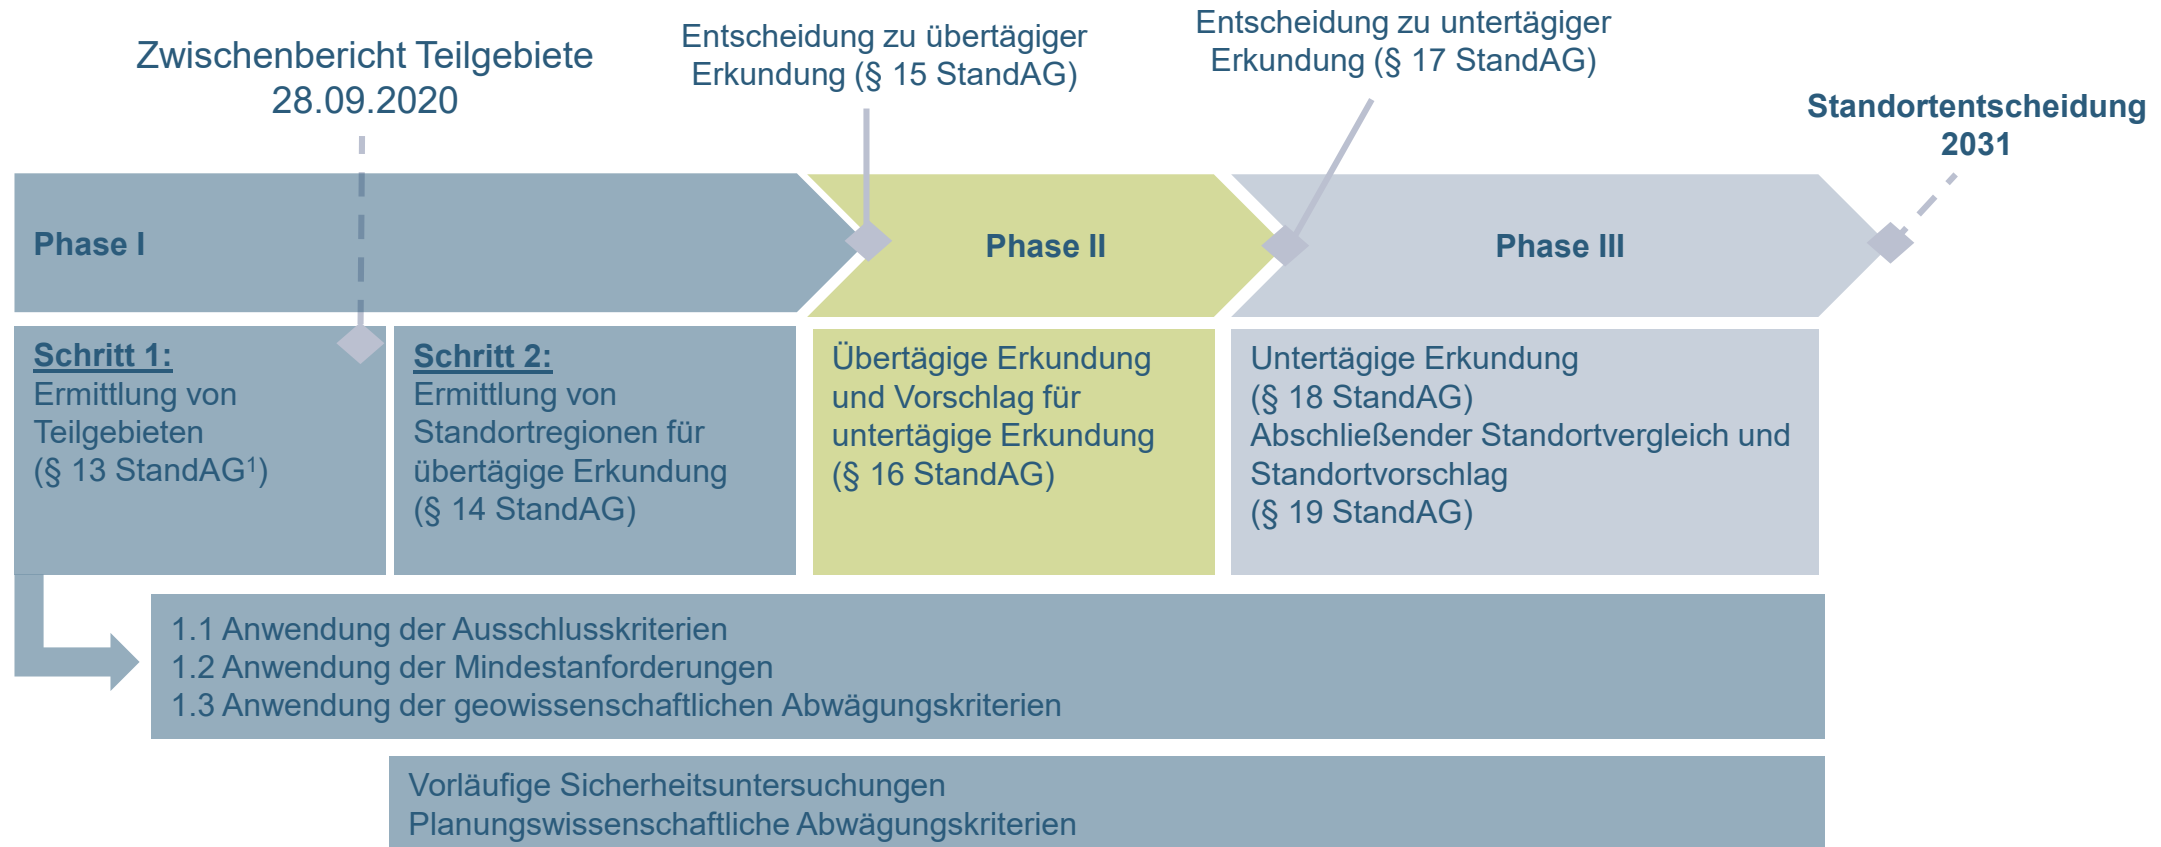 Zwischenbericht Teilgebiete
28.09.2020
Entscheidung zu übertägiger
Erkundung (§ 15 StandAG)
Entscheidung zu untertägiger
Erkundung (§ 17 StandAG)
Standortentscheidung
2031
Phase I
Phase II
Phase III
Schritt 1:
Ermittlung von
Teilgebieten
(§ 13 StandAG¹)
Schritt 2:
Ermittlung von
Standortregionen für
übertägige Erkundung
(§ 14 StandAG)
Übertägige Erkundung
und Vorschlag für
untertägige Erkundung
(§ 16 StandAG)
Untertägige Erkundung
(§ 18 StandAG)
Abschließender Standortvergleich und
Standortvorschlag
(§ 19 StandAG)
1.1 Anwendung der Ausschlusskriterien
1.2 Anwendung der Mindestanforderungen
1.3 Anwendung der geowissenschaftlichen Abwägungskriterien
Vorläufige Sicherheitsuntersuchungen
Planungswissenschaftliche Abwägungskriterien